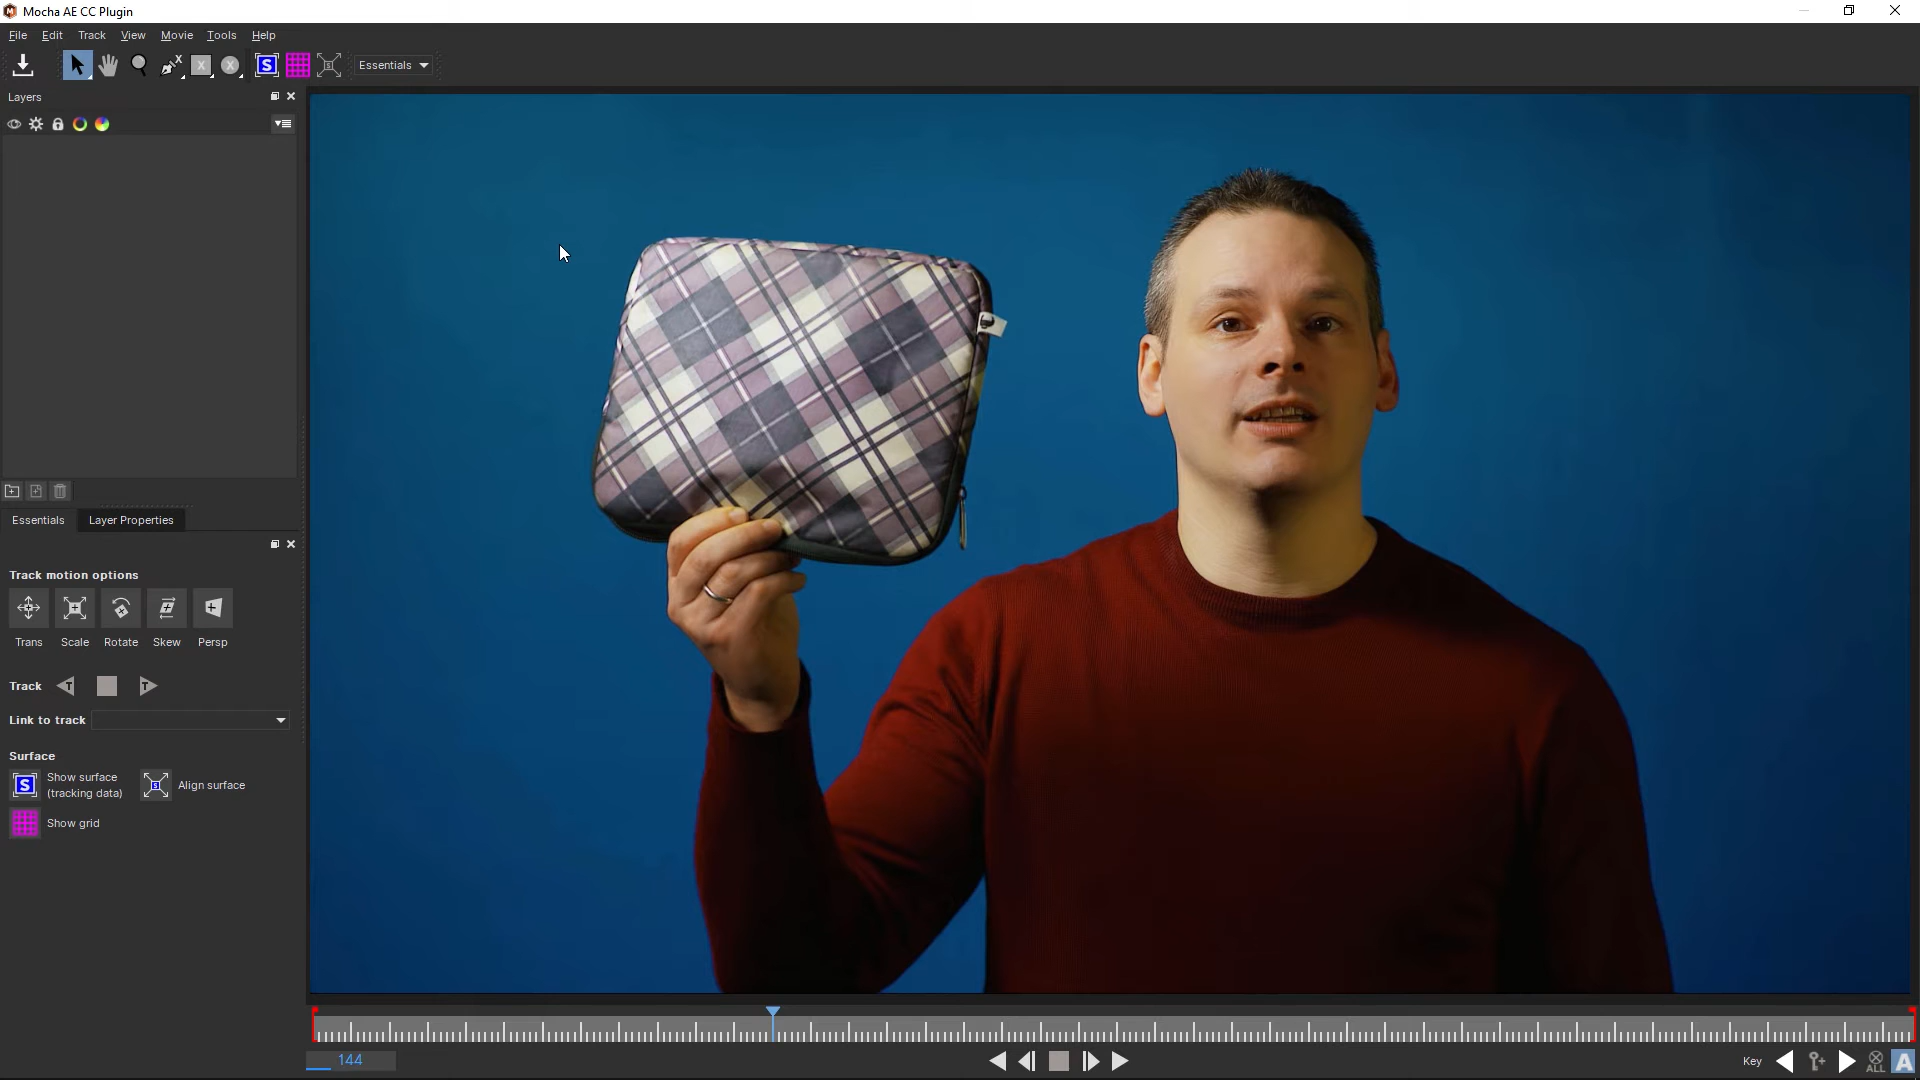 Mocha AE CC Plugin
File Edit Track View Movie Tools Help
Essentials
Layers
Essentials Layer Properties
Track motion options
Trans Scale Rotate Skew Persp
Track
Link to track
Surface
Show surface
(tracking data)
Align surface
Show grid
144
Key
ALL
A